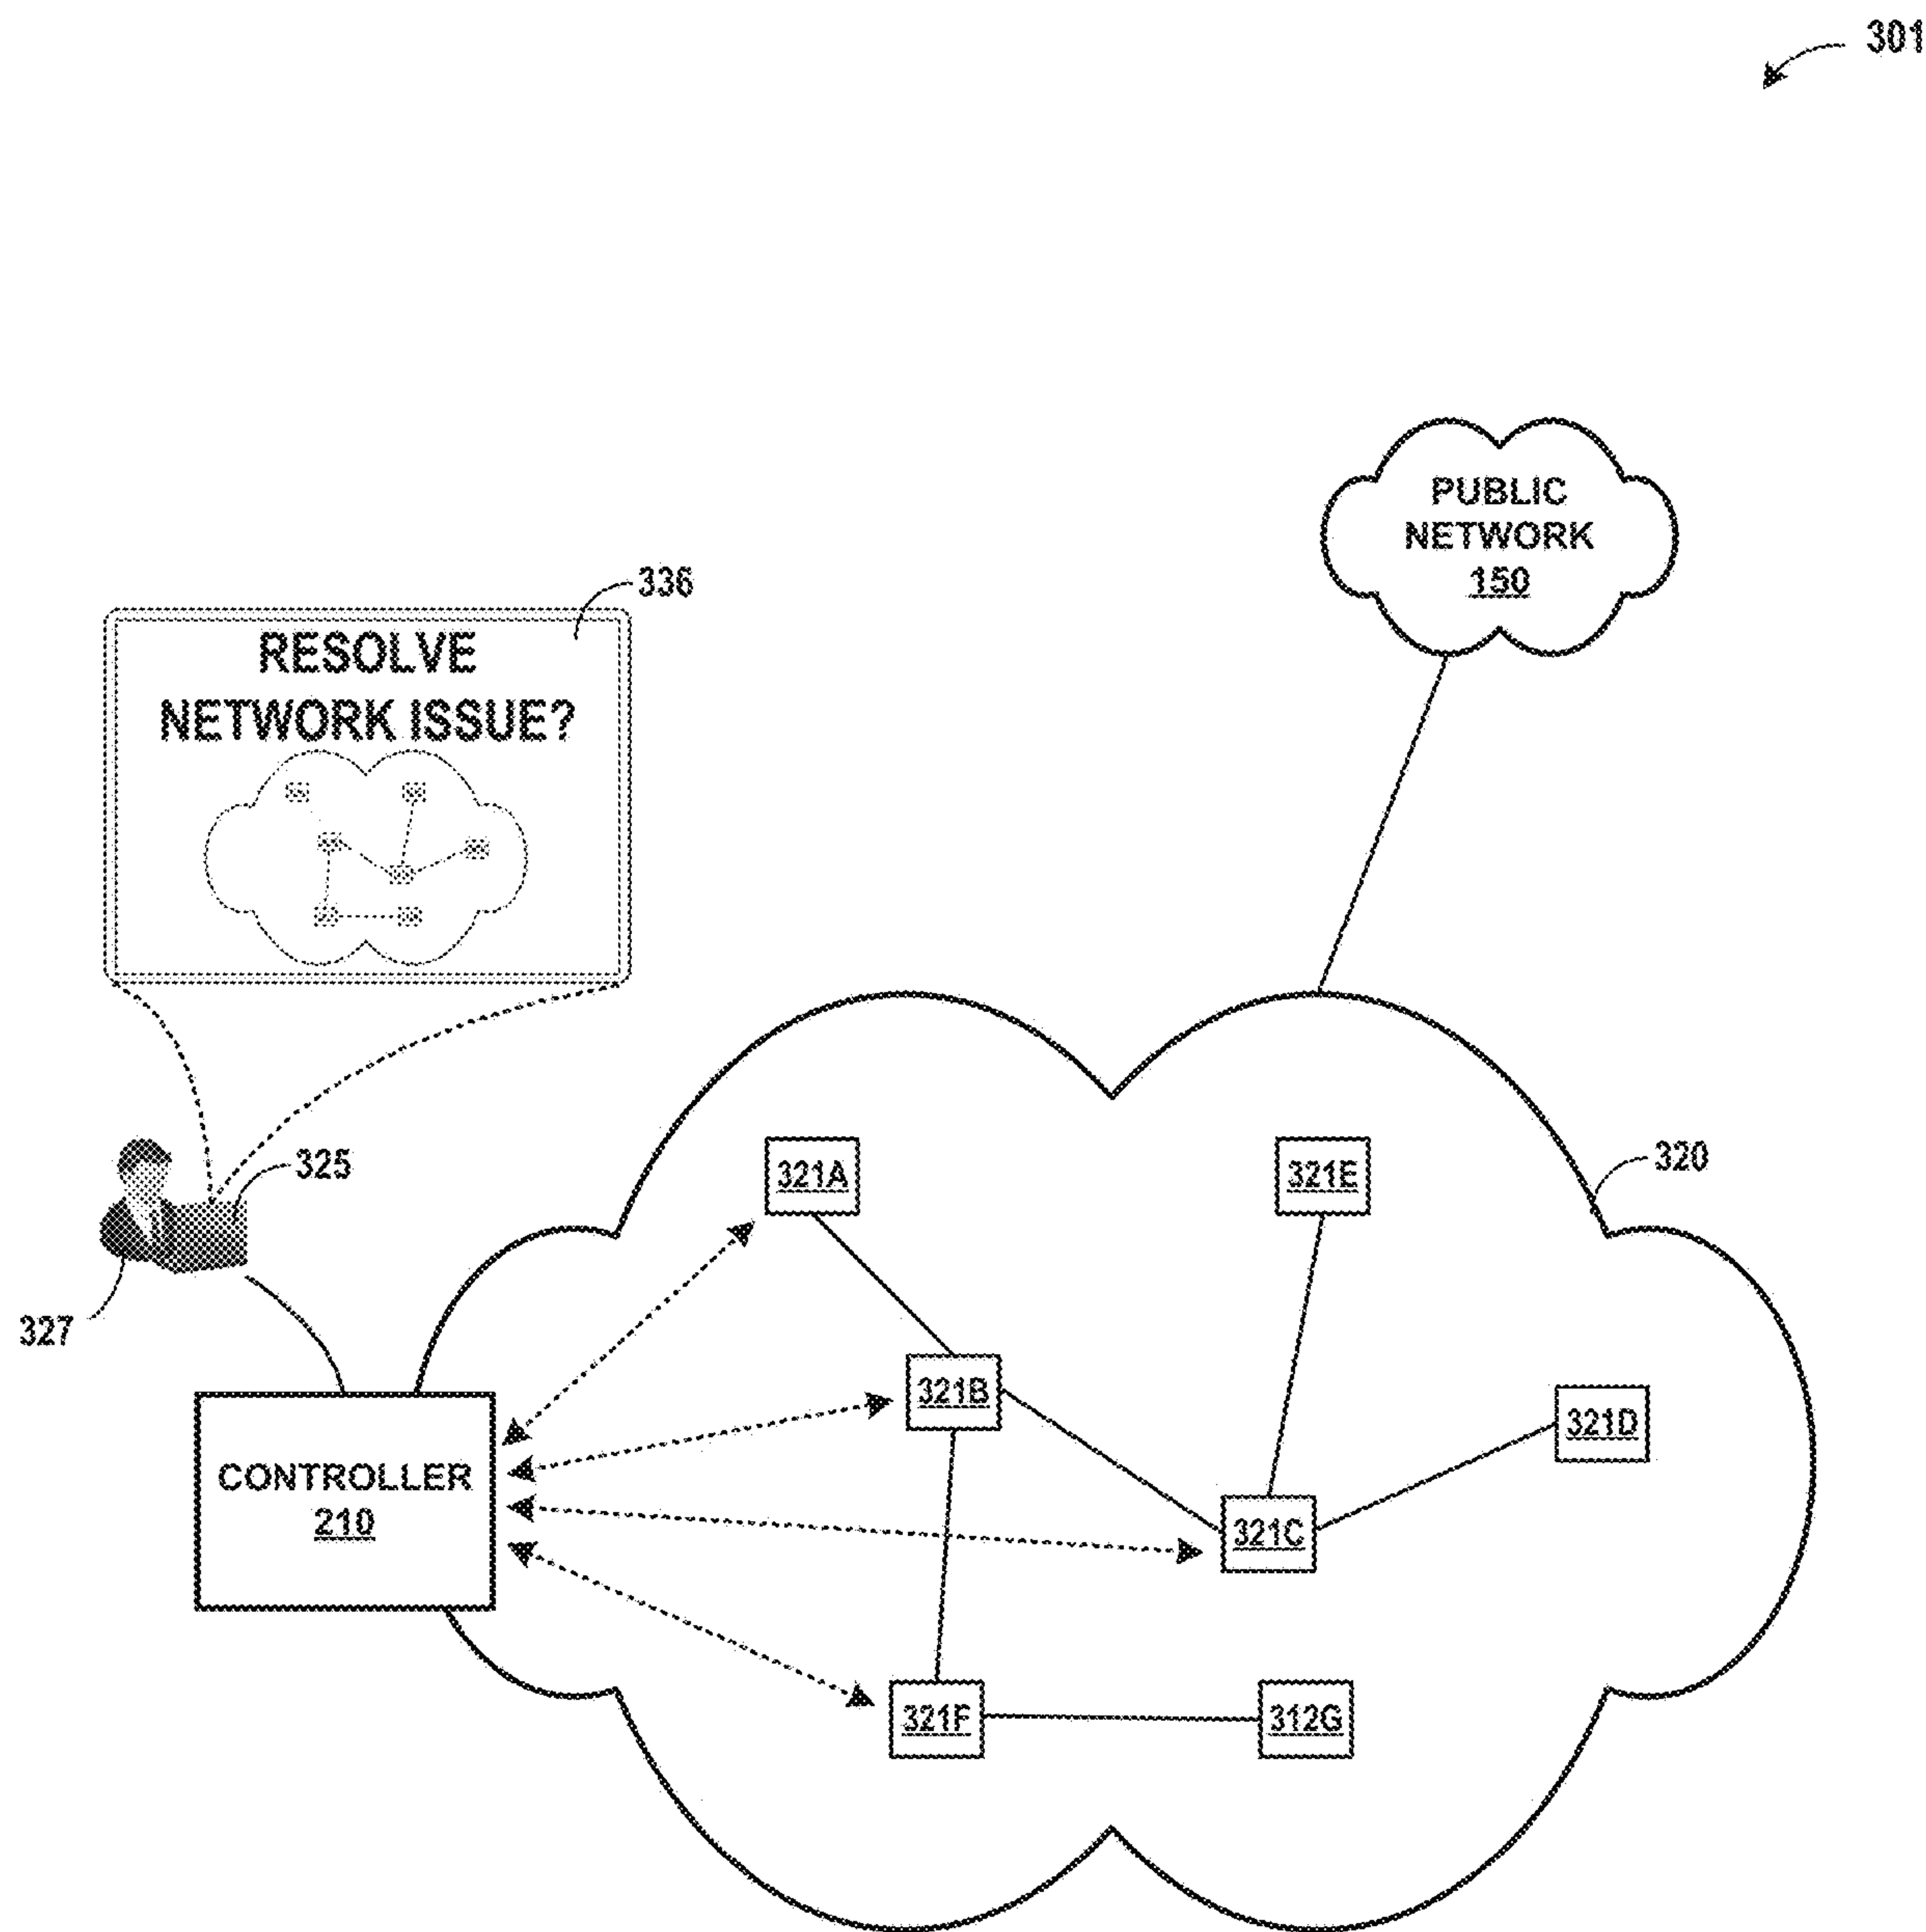 301
PUBLIC
NETWORK
150
336
RESOLVE
NETWORK ISSUE?
325
327
320
321A
321E
321B
321D
CONTROLLER
210
321C
321F
312G